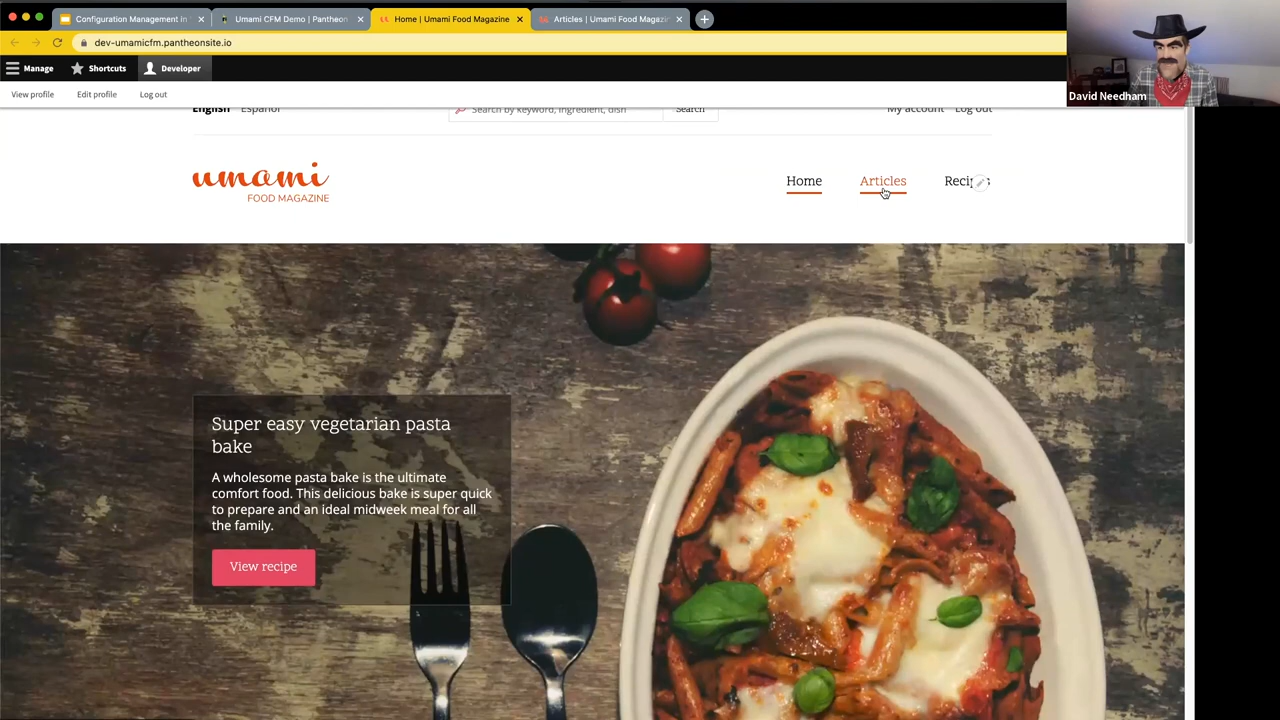 Configuration Management in
Umami CFM Demo | Pantheon
Home | Umami Food Magazine
Articles | Umami Food Magazin
dev-umamicfm.pantheonsite.io
Manage
Shortcuts
Developer
David Needham
View profile
Edit profile
Log out
English
Español
Search by keyword, ingredient, dish
Search
My account
Log out
umami
FOOD MAGAZINE
Home
Articles
Recipes
Super easy vegetarian pasta
bake
A wholesome pasta bake is the ultimate
comfort food. This delicious bake is super quick
to prepare and an ideal midweek meal for all
the family.
View recipe